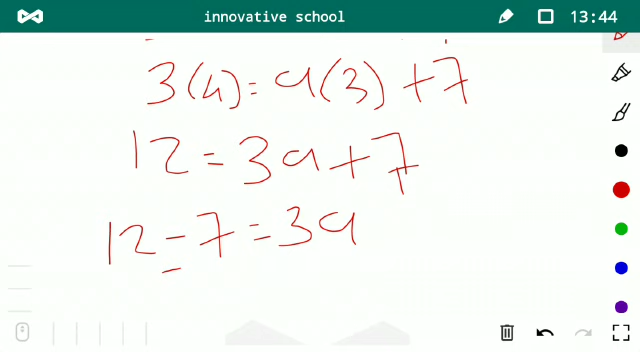 innovative school
13:44
3(4) = a(3) + 7
12 = 3a + 7
12 - 7 = 3a